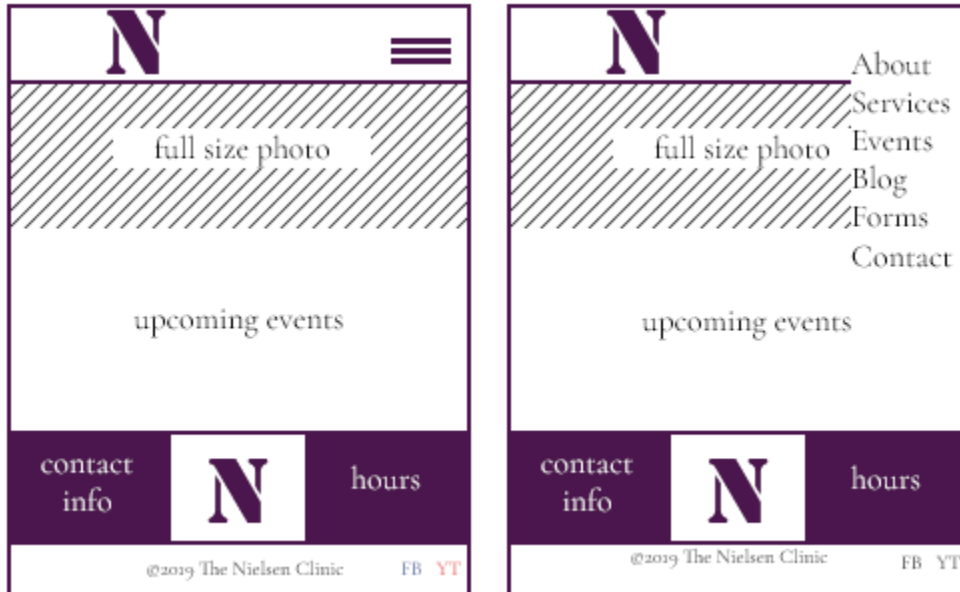 N
full size photo
upcoming events
contact
info
N
hours
©2019 The Nielsen Clinic FB YT
N
About
Services
Events
Blog
Forms
Contact
full size photo
upcoming events
contact
info
N
hours
©2019 The Nielsen Clinic FB YT